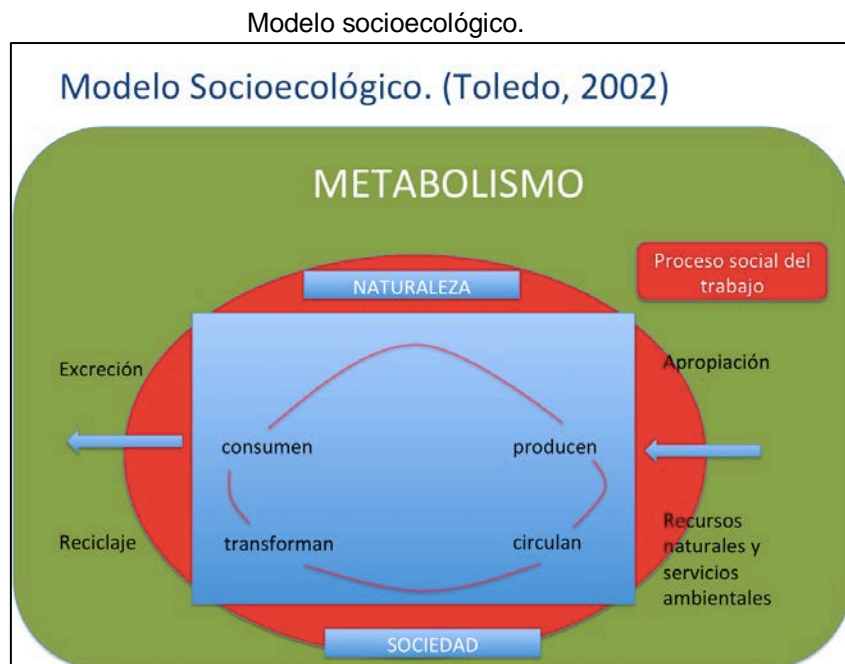 Modelo socioecológico.
Modelo Socioecológico. (Toledo, 2002)
METABOLISMO
Proceso social del
trabajo
NATURALEZA
Excreción
Apropiación
consumen
producen
Reciclaje
transforman
circulan
Recursos
naturales y
servicios
ambientales
SOCIEDAD